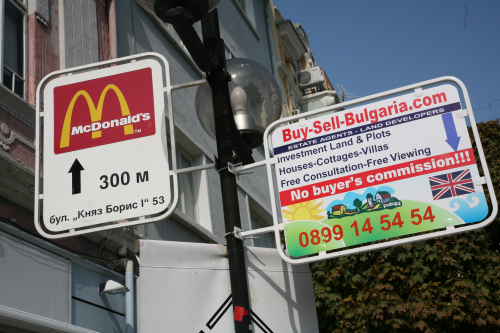 McDonald's
300 М
бул. „Княз Борис I" 53
Buy-Sell-Bulgaria.com
ESTATE AGENTS - LAND DEVELOPERS
Investment Land & Plots
Houses-Cottages-Villas
Free Consultation-Free Viewing
No buyer's commission!!!
0899 14 54 54